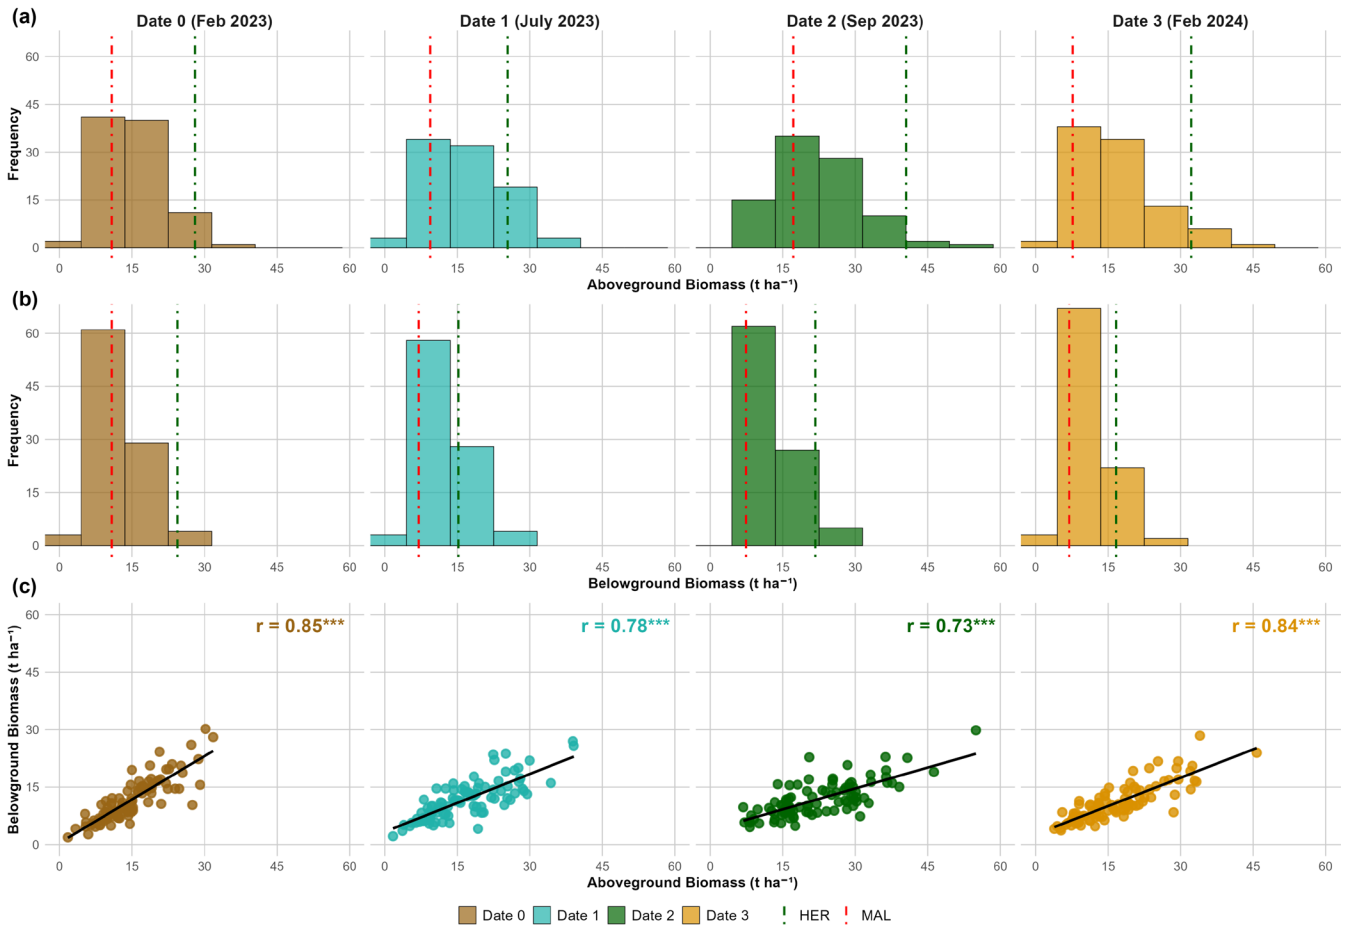 (a)
Date 0 (Feb 2023) Date 1 (July 2023) Date 2 (Sep 2023) Date 3 (Feb 2024)
Frequency
60
45
30
15
0
0 15 30 45 60 0 15 30 45 60 0 15 30 45 60 0 15 30 45 60
Aboveground Biomass (t ha⁻¹)
(b)
Frequency
60
45
30
15
0
0 15 30 45 60 0 15 30 45 60 0 15 30 45 60 0 15 30 45 60
Belowground Biomass (t ha⁻¹)
(c)
Belowground Biomass (t ha⁻¹)
60
r = 0.85*** r = 0.78*** r = 0.73*** r = 0.84***
45
30
15
0
0 15 30 45 60 0 15 30 45 60 0 15 30 45 60 0 15 30 45 60
Aboveground Biomass (t ha⁻¹)
Date 0 Date 1 Date 2 Date 3 HER MAL